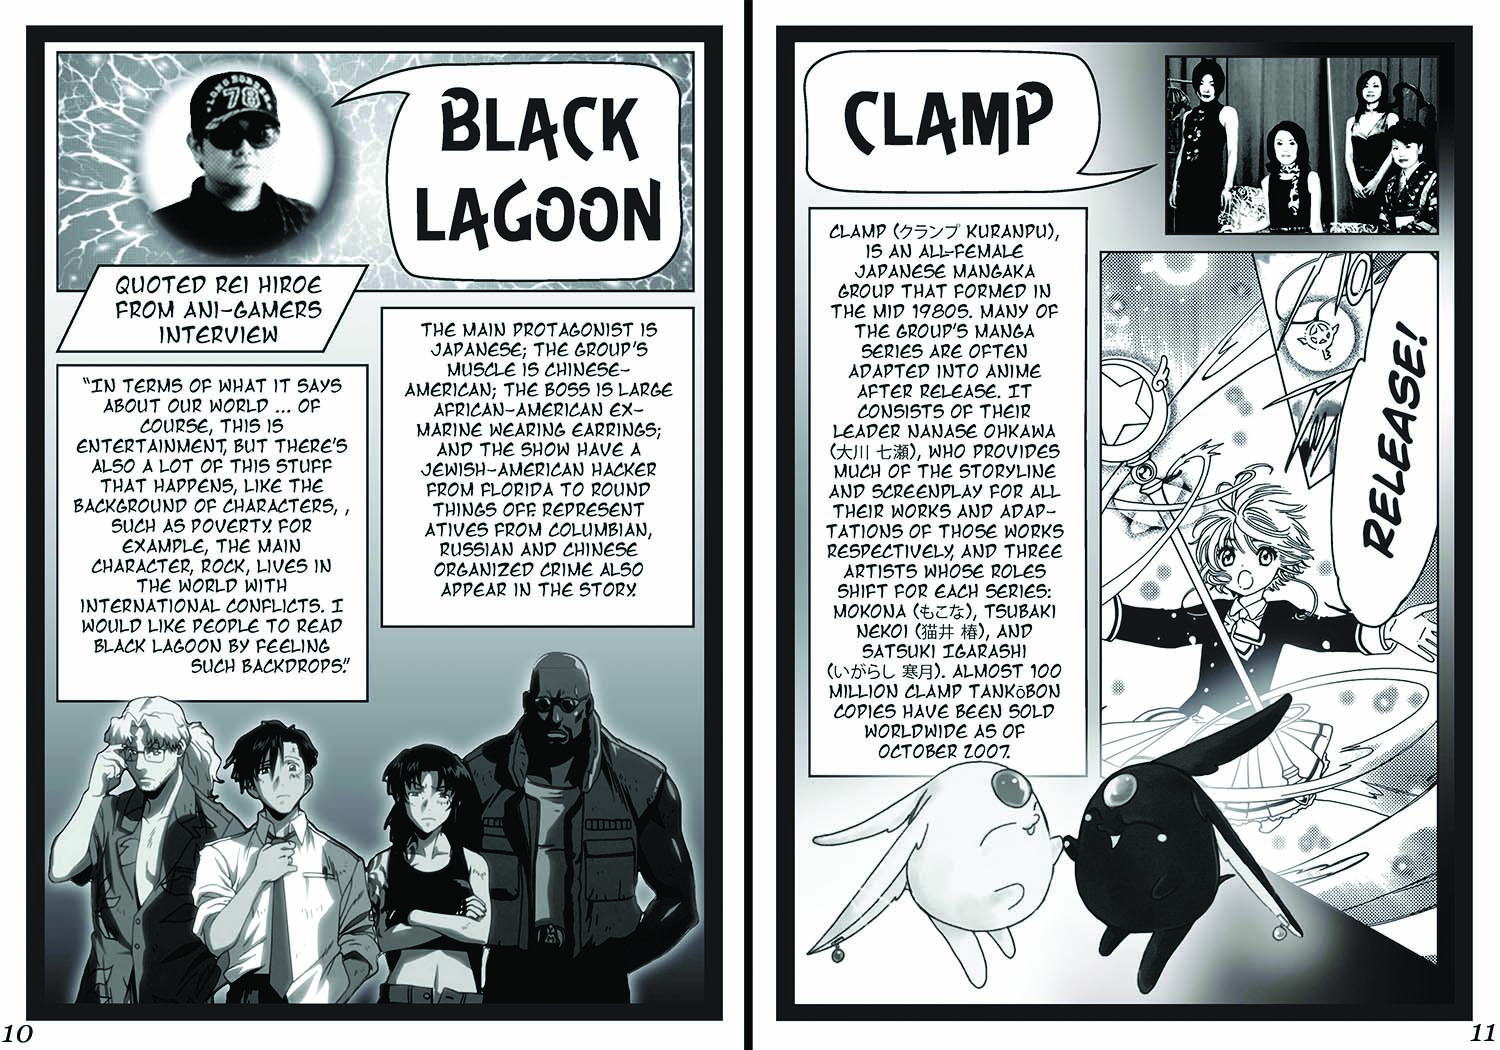 78
BLACK
LAGOON
QUOTED REI HIROE
FROM ANI-GAMERS
INTERVIEW
"IN TERMS OF WHAT IT SAYS
ABOUT OUR WORLD ... OF
COURSE, THIS IS
ENTERTAINMENT, BUT THERE'S
ALSO A LOT OF THIS STUFF
THAT HAPPENS, LIKE THE
BACKGROUND OF CHARACTERS, ,
SUCH AS POVERTY. FOR
EXAMPLE, THE MAIN
CHARACTER, ROCK, LIVES IN
THE WORLD WITH
INTERNATIONAL CONFLICTS. I
WOULD LIKE PEOPLE TO READ
BLACK LAGOON BY FEELING
SUCH BACKDROPS."
THE MAIN PROTAGONIST IS
JAPANESE; THE GROUP'S
MUSCLE IS CHINESE-
AMERICAN; THE BOSS IS LARGE
AFRICAN-AMERICAN EX-
MARINE WEARING EARRINGS;
AND THE SHOW HAVE A
JEWISH-AMERICAN HACKER
FROM FLORIDA TO ROUND
THINGS OFF. REPRESENT
ATIVES FROM COLUMBIAN,
RUSSIAN AND CHINESE
ORGANIZED CRIME ALSO
APPEAR IN THE STORY.
10
CLAMP
CLAMP (クランプ KURANPU),
IS AN ALL-FEMALE
JAPANESE MANGAKA
GROUP THAT FORMED IN
THE MID 1980S. MANY OF
THE GROUP'S MANGA
SERIES ARE OFTEN
ADAPTED INTO ANIME
AFTER RELEASE. IT
CONSISTS OF THEIR
LEADER NANASE OHKAWA
(大川 七瀬), WHO PROVIDES
MUCH OF THE STORYLINE
AND SCREENPLAY FOR ALL
THEIR WORKS AND ADAP-
TATIONS OF THOSE WORKS
RESPECTIVELY, AND THREE
ARTISTS WHOSE ROLES
SHIFT FOR EACH SERIES:
MOKONA (もこな), TSUBAKI
NEKOI (猫井 椿), AND
SATSUKI IGARASHI
(いがらし 寒月). ALMOST 100
MILLION CLAMP TANKōBON
COPIES HAVE BEEN SOLD
WORLDWIDE AS OF
OCTOBER 2007.
RELEASE!
11